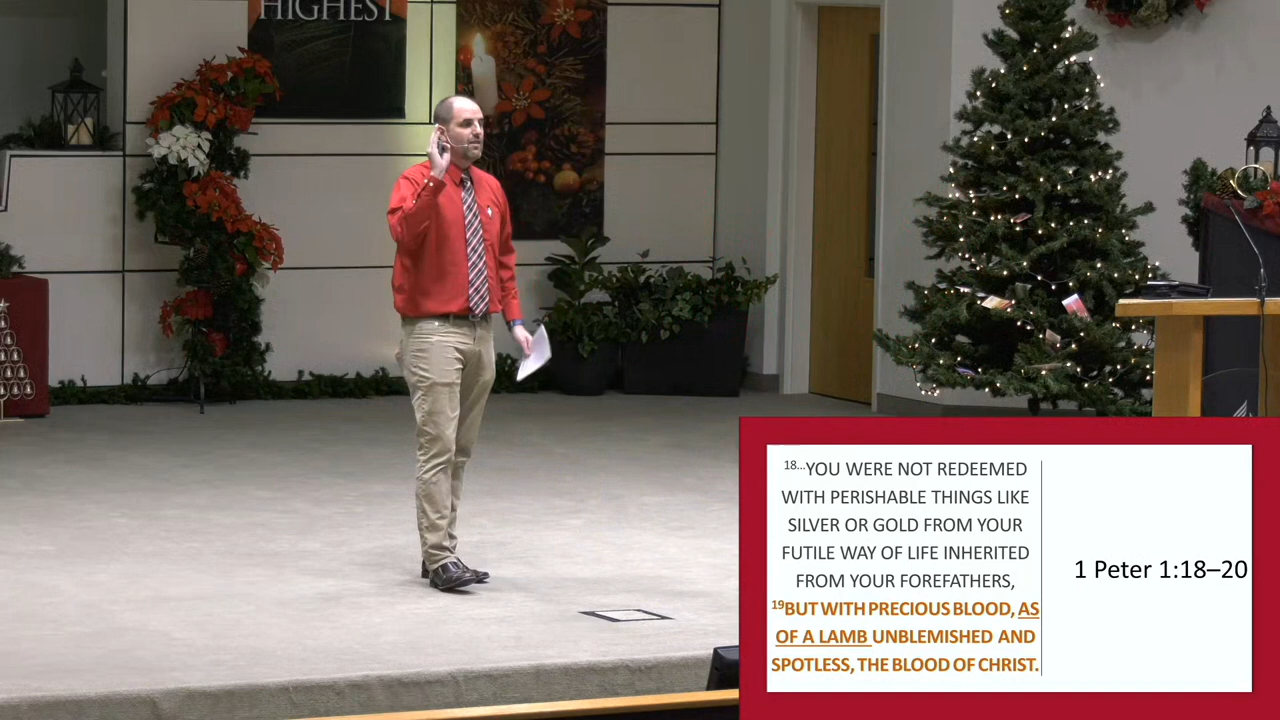 HIGHEST
18...YOU WERE NOT REDEEMED
WITH PERISHABLE THINGS LIKE
SILVER OR GOLD FROM YOUR
FUTILE WAY OF LIFE INHERITED
FROM YOUR FOREFATHERS,
19BUT WITH PRECIOUS BLOOD, AS
OF A LAMB UNBLEMISHED AND
SPOTLESS, THE BLOOD OF CHRIST.
1 Peter 1:18–20